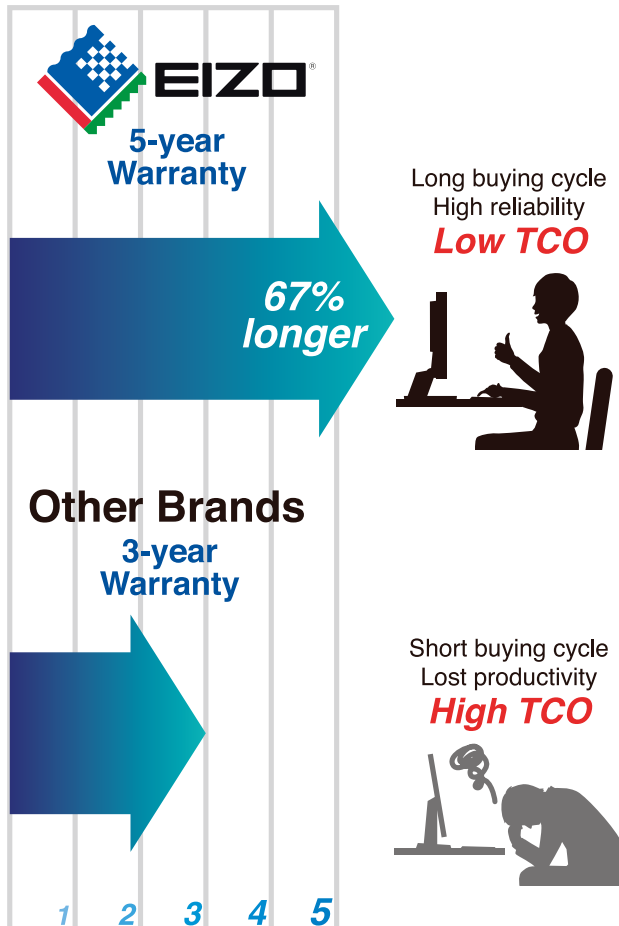 EIZO®
5-year
Warranty
Long buying cycle
High reliability
Low TCO
67%
longer
Other Brands
3-year
Warranty
Short buying cycle
Lost productivity
High TCO
1 2 3 4 5